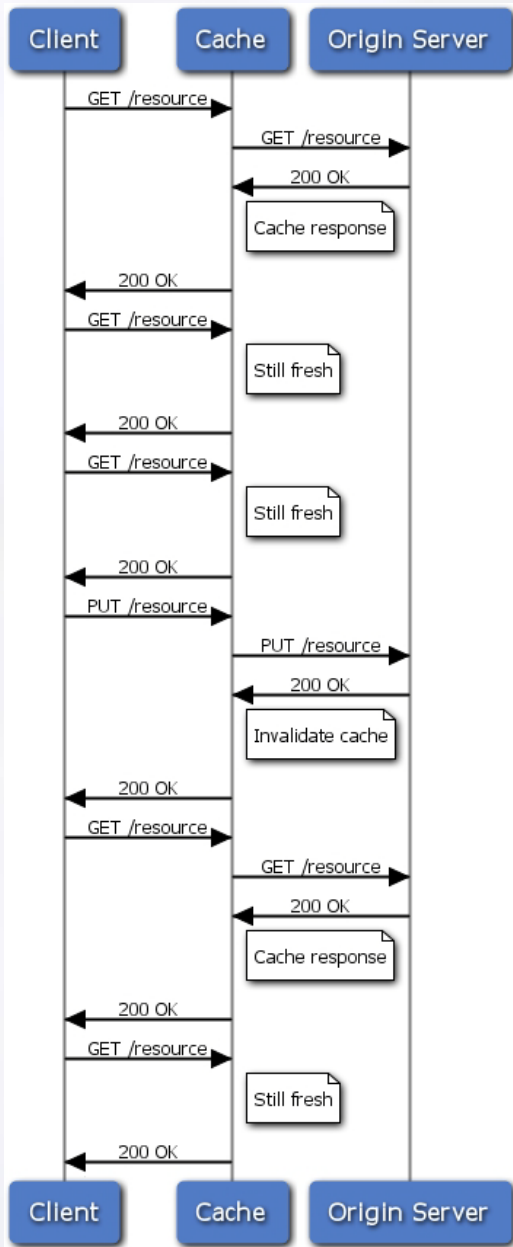 Client
Cache
Origin Server
GET /resource
GET /resource
200 OK
Cache response
200 OK
GET /resource
Still fresh
200 OK
GET /resource
Still fresh
200 OK
PUT /resource
PUT /resource
200 OK
Invalidate cache
200 OK
GET /resource
GET /resource
200 OK
Cache response
200 OK
GET /resource
Still fresh
200 OK
Client
Cache
Origin Server